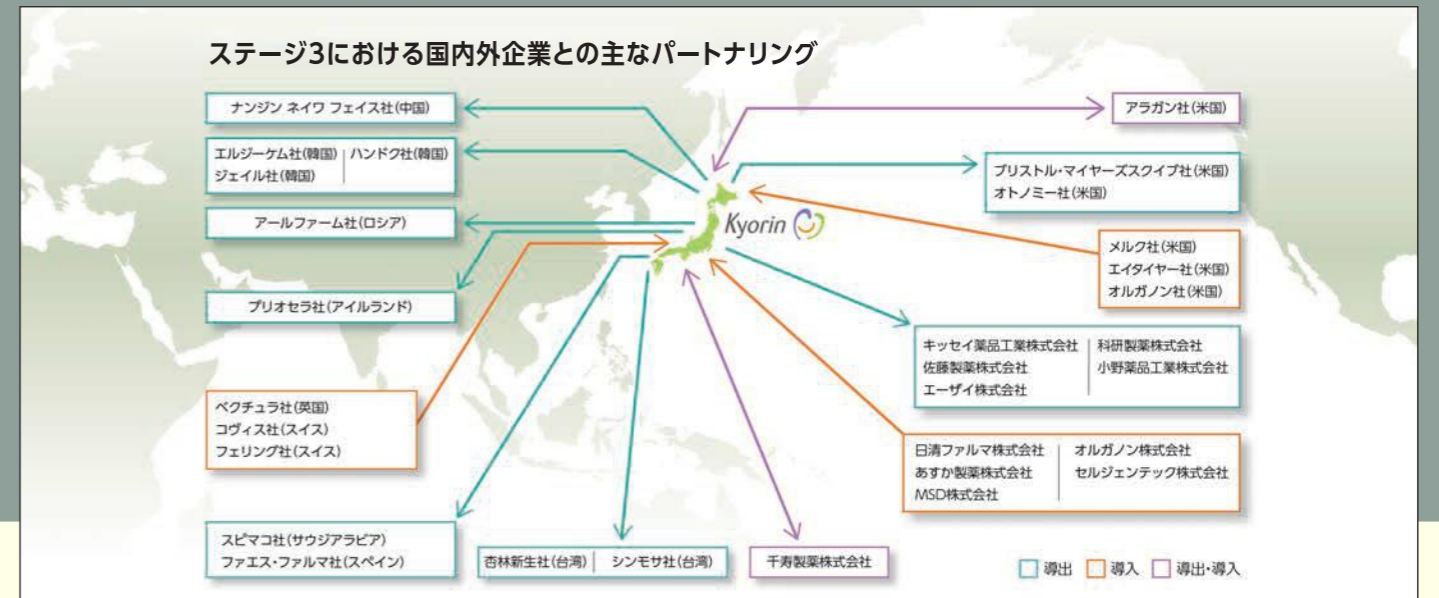 ステージ3における国内外企業との主なパートナリング
ナンジン ネイワ フェイス社(中国)
エルジーケム社(韓国) ハンドク社(韓国)
ジェイル社(韓国)
アールファーム社(ロシア)
プリオセラ社(アイルランド)
ベクチュラ社(英国)
コヴィス社(スイス)
フェリング社(スイス)
スピマコ社(サウジアラビア)
ファエス・ファルマ社(スペイン)
杏林新生社(台湾) シンモサ社(台湾)
千寿製薬株式会社
Kyorin
アラガン社(米国)
ブリストル・マイヤーズスクイブ社(米国)
オトノミー社(米国)
メルク社(米国)
エイタイヤー社(米国)
オルガノン社(米国)
キッセイ薬品工業株式会社 科研製薬株式会社
佐藤製薬株式会社 小野薬品工業株式会社
エーザイ株式会社
日清ファルマ株式会社 オルガノン株式会社
あすか製薬株式会社 セルジェンテック株式会社
MSD株式会社
導出 導入 導出・導入